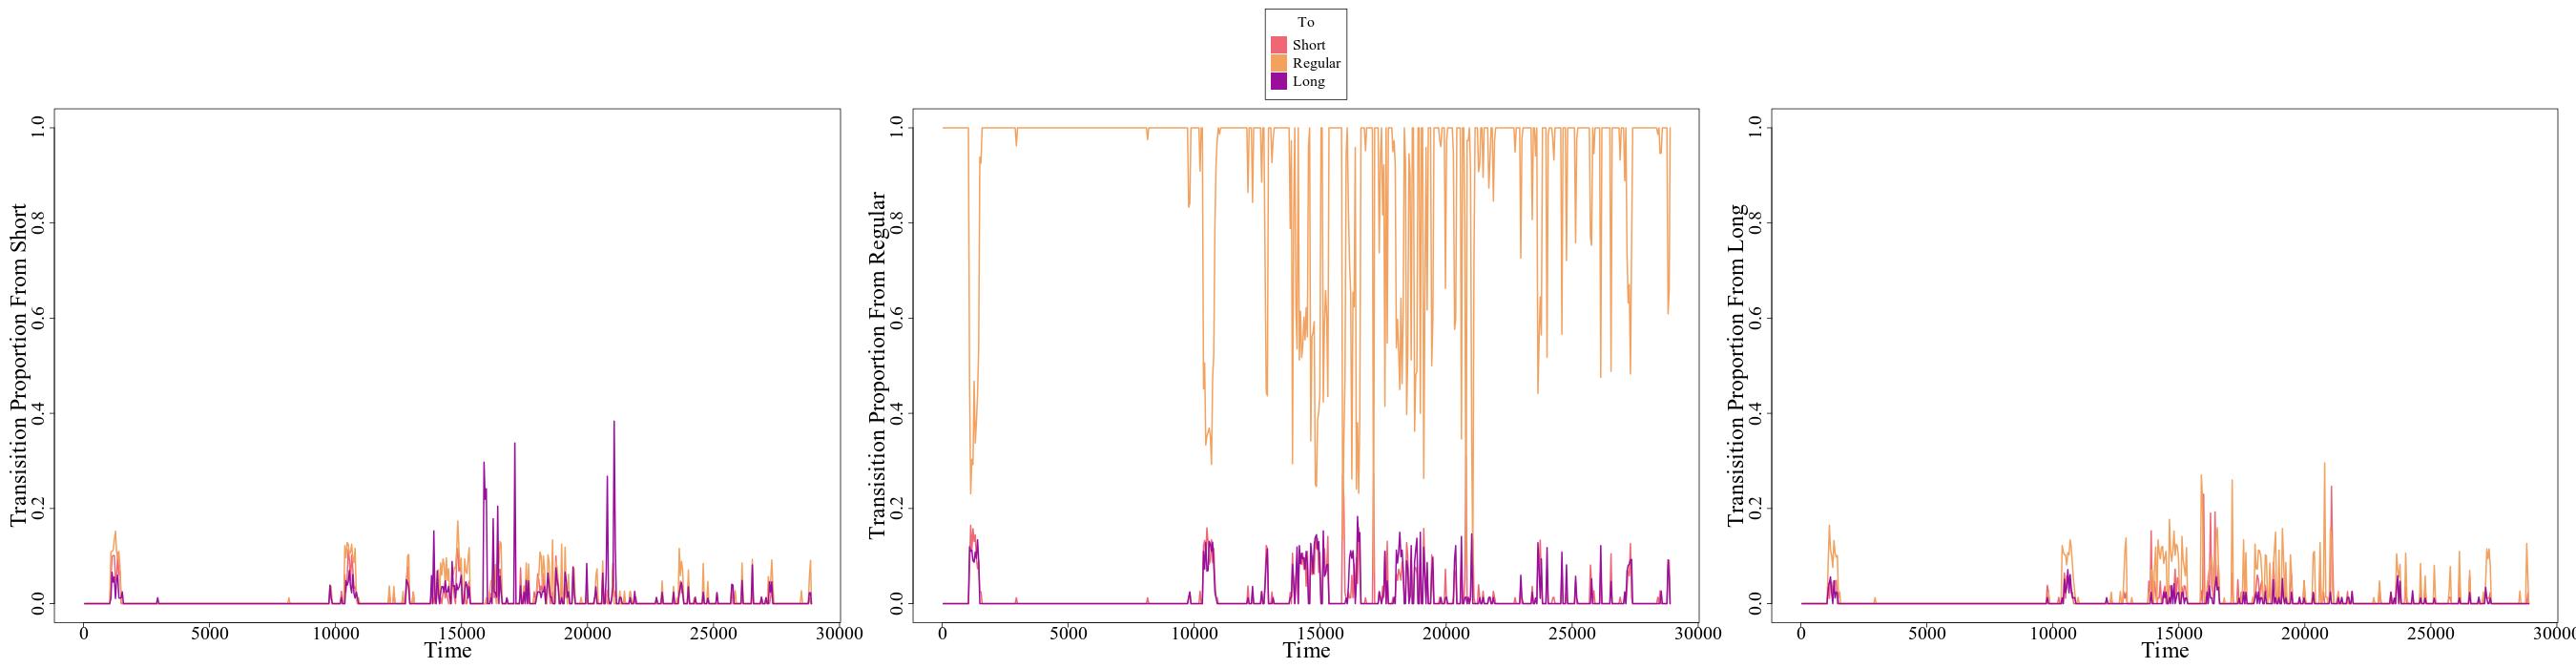 To
Short
Regular
Long
Transisition Proportion From Short
1.0
0.8
0.6
0.4
0.2
0.0
0 5000 10000 15000 20000 25000 30000
Time
Transisition Proportion From Regular
1.0
0.8
0.6
0.4
0.2
0.0
0 5000 10000 15000 20000 25000 30000
Time
Transisition Proportion From Long
1.0
0.8
0.6
0.4
0.2
0.0
0 5000 10000 15000 20000 25000 30000
Time